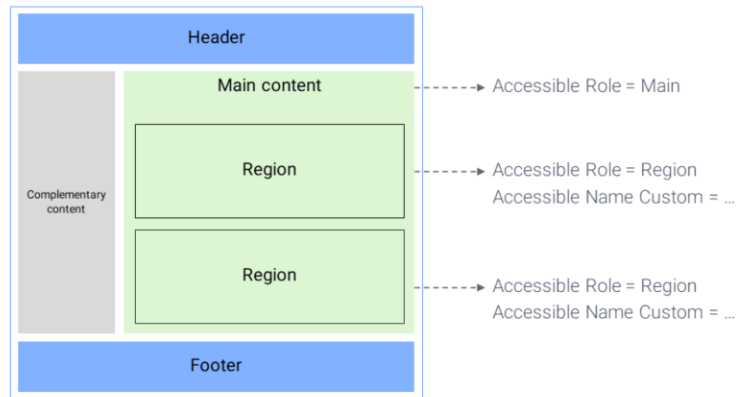 Header
Main content
Accessible Role = Main
Complementary
content
Region
Accessible Role = Region
Accessible Name Custom = ...
Region
Accessible Role = Region
Accessible Name Custom = ...
Footer